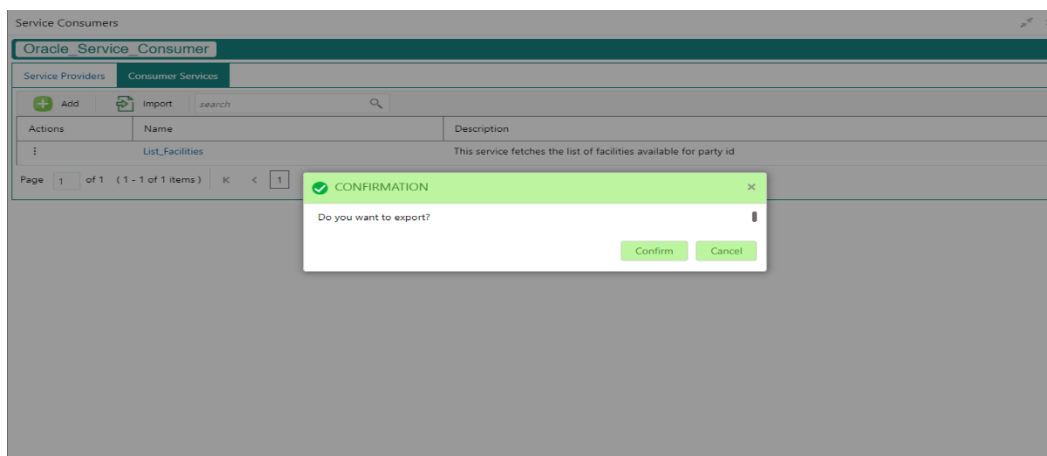 Service Consumers
Oracle_Service_Consumer
Service Providers Consumer Services
Add Import search
Actions Name Description
List_Facilities This service fetches the list of facilities available for party id
Page 1 of 1 (1 - 1 of 1 items) K < 1
CONFIRMATION ×
Do you want to export?
Confirm Cancel